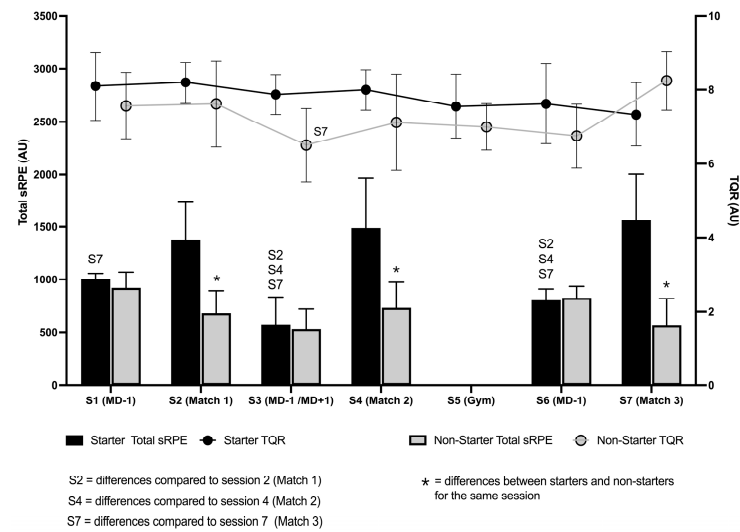 3500
3000
2500
2000
1500
1000
500
0
Total sRPE (AU)
10
8
6
4
2
0
TQR (AU)
S7
S7
*
S2
S4
S7
*
S2
S4
S7
*
S1 (MD-1) S2 (Match 1) S3 (MD-1 /MD+1) S4 (Match 2) S5 (Gym) S6 (MD-1) S7 (Match 3)
Starter Total sRPE Starter TQR Non-Starter Total sRPE Non-Starter TQR
S2 = differences compared to session 2 (Match 1)
S4 = differences compared to session 4 (Match 2)
S7 = differences compared to session 7 (Match 3)
* = differences between starters and non-starters
for the same session